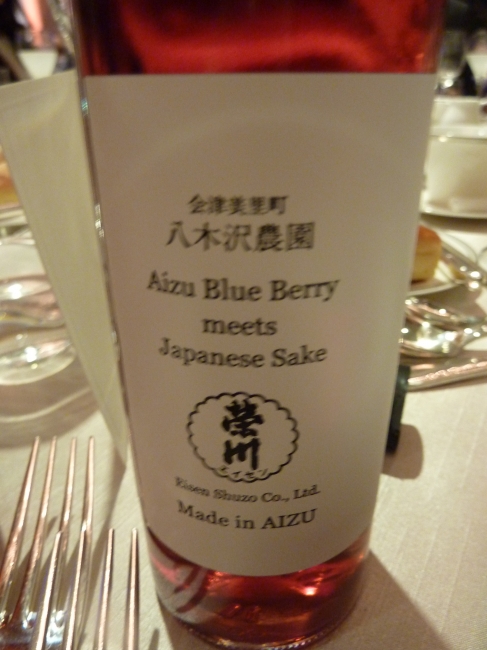 会津美里町
八木沢農園
Aizu Blue Berry
meets
Japanese Sake
榮川
Eisen Shuzo Co., Ltd.
Made in AIZU